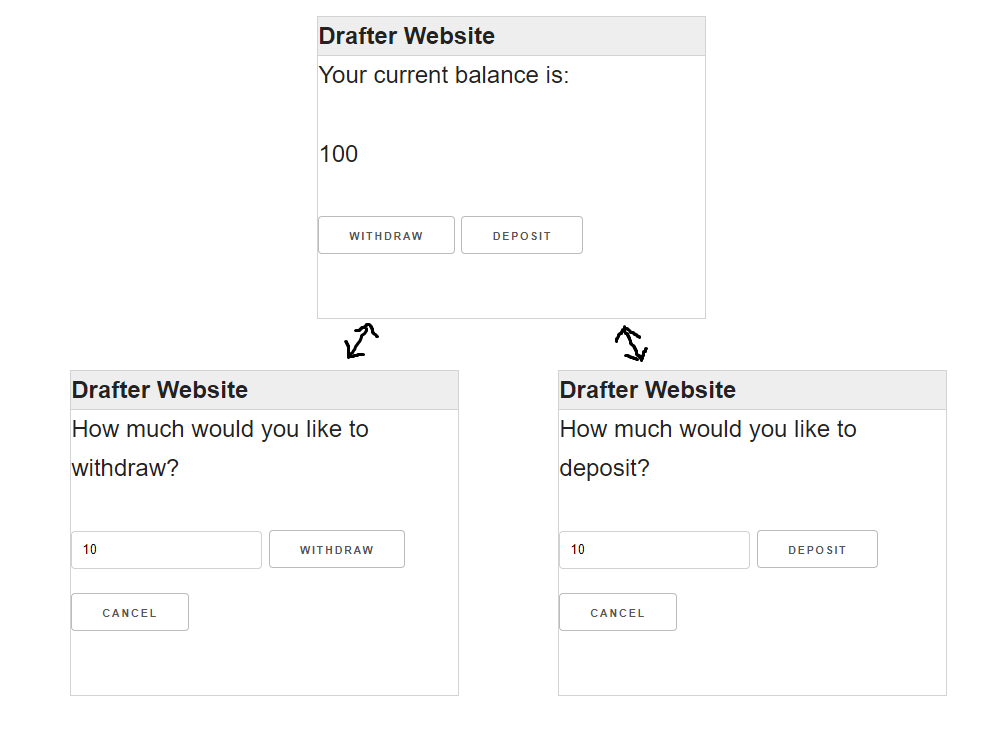 Drafter Website
Your current balance is:
100
WITHDRAW DEPOSIT
Drafter Website
How much would you like to
withdraw?
10 WITHDRAW
CANCEL
Drafter Website
How much would you like to
deposit?
10 DEPOSIT
CANCEL